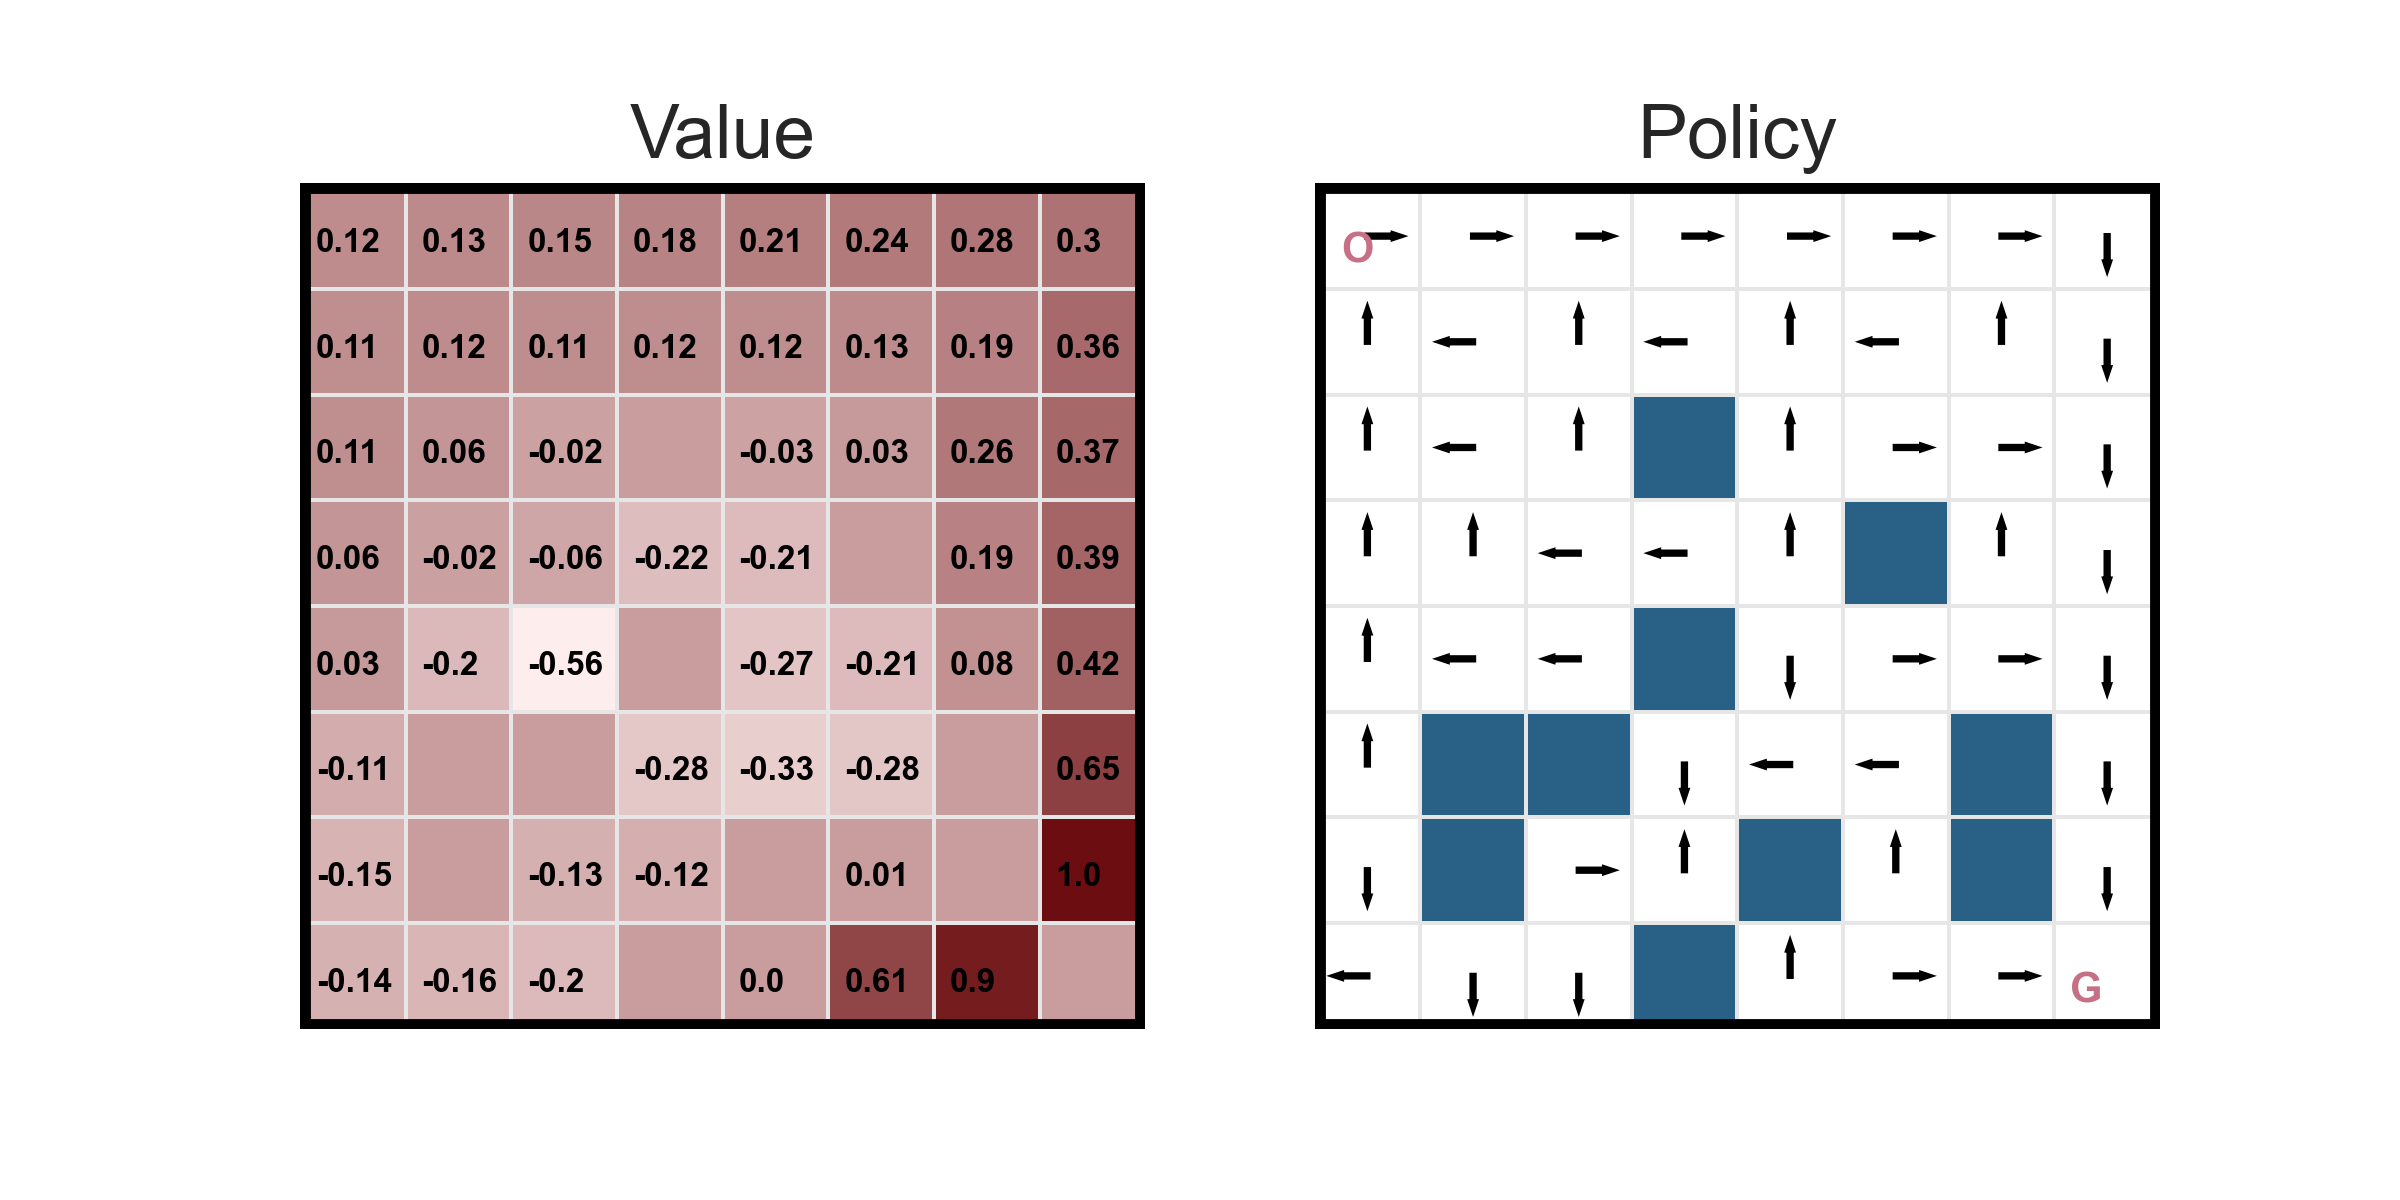 Value
Policy
0.12 0.13 0.15 0.18 0.21 0.24 0.28 0.3
0.11 0.12 0.11 0.12 0.12 0.13 0.19 0.36
0.11 0.06 -0.02 -0.03 0.03 0.26 0.37
0.06 -0.02 -0.06 -0.22 -0.21 0.19 0.39
0.03 -0.2 -0.56 -0.27 -0.21 0.08 0.42
-0.11 -0.28 -0.33 -0.28 0.65
-0.15 -0.13 -0.12 0.01 1.0
-0.14 -0.16 -0.2 0.0 0.61 0.9
O
G